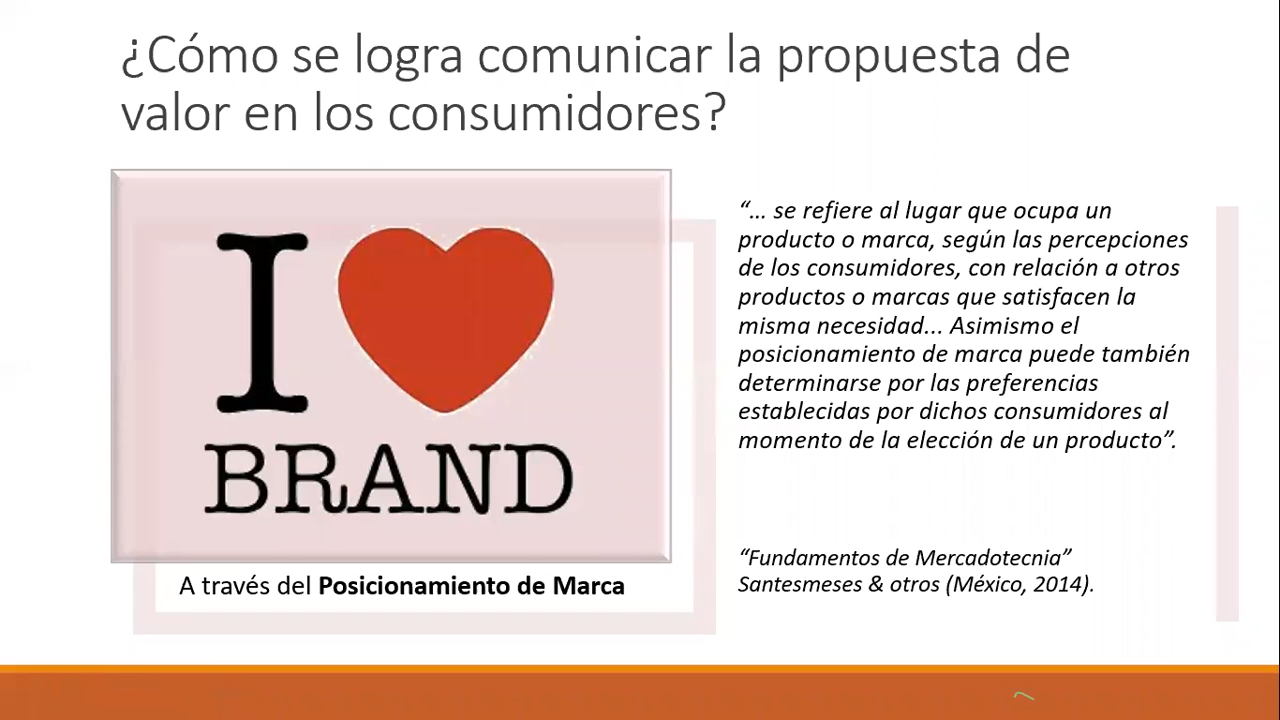 ¿Cómo se logra comunicar la propuesta de
valor en los consumidores?
I
BRAND
A través del Posicionamiento de Marca
“... se refiere al lugar que ocupa un
producto o marca, según las percepciones
de los consumidores, con relación a otros
productos o marcas que satisfacen la
misma necesidad... Asimismo el
posicionamiento de marca puede también
determinarse por las preferencias
establecidas por dichos consumidores al
momento de la elección de un producto”.
“Fundamentos de Mercadotecnia”
Santesmeses & otros (México, 2014).